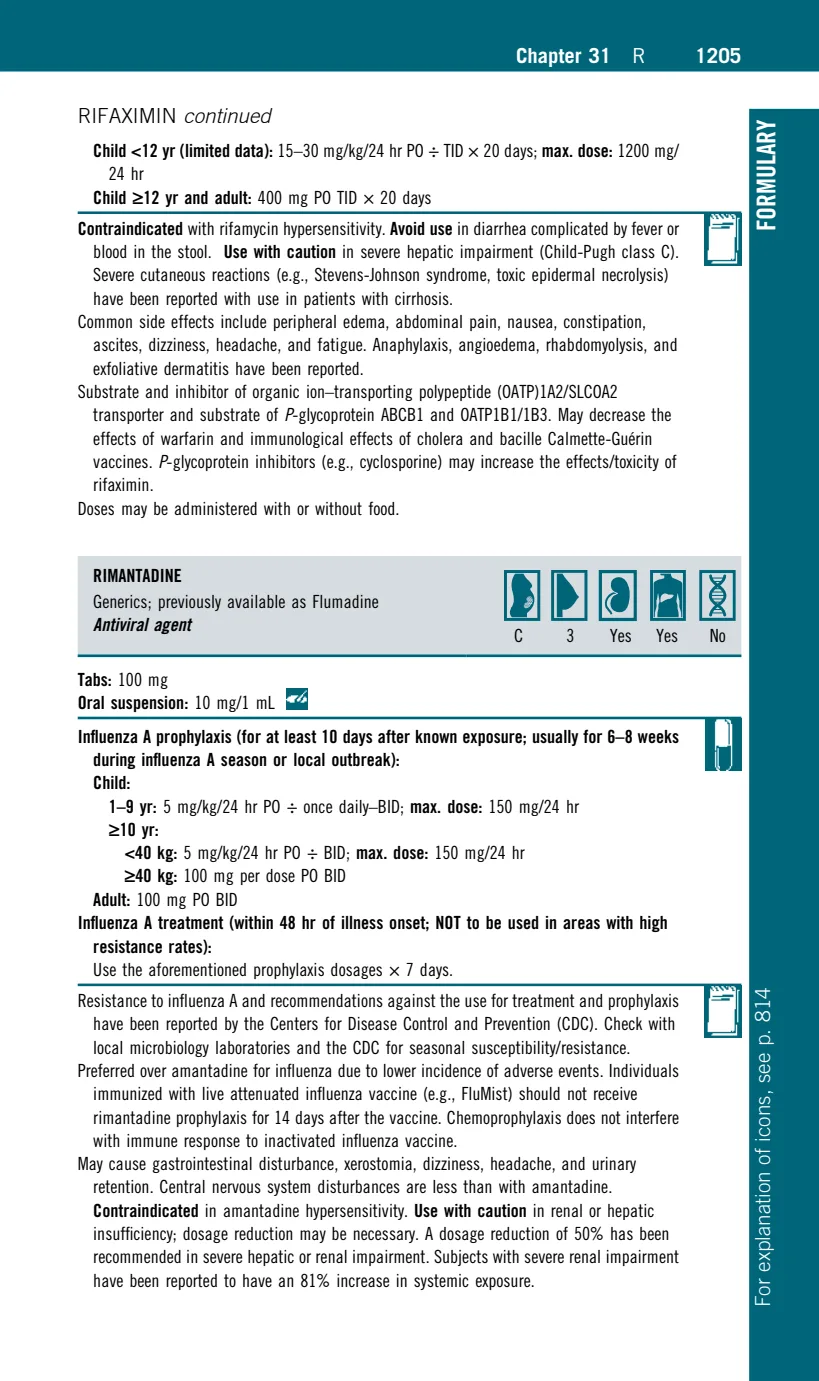 Chapter 31 R 1205
RIFAXIMIN continued
Child <12 yr (limited data): 15–30 mg/kg/24 hr PO ÷ TID × 20 days; max. dose: 1200 mg/
24 hr
Child ≥12 yr and adult: 400 mg PO TID × 20 days
Contraindicated with rifamycin hypersensitivity. Avoid use in diarrhea complicated by fever or
blood in the stool. Use with caution in severe hepatic impairment (Child-Pugh class C).
Severe cutaneous reactions (e.g., Stevens-Johnson syndrome, toxic epidermal necrolysis)
have been reported with use in patients with cirrhosis.
Common side effects include peripheral edema, abdominal pain, nausea, constipation,
ascites, dizziness, headache, and fatigue. Anaphylaxis, angioedema, rhabdomyolysis, and
exfoliative dermatitis have been reported.
Substrate and inhibitor of organic ion–transporting polypeptide (OATP)1A2/SLCOA2
transporter and substrate of P-glycoprotein ABCB1 and OATP1B1/1B3. May decrease the
effects of warfarin and immunological effects of cholera and bacille Calmette-Guérin
vaccines. P-glycoprotein inhibitors (e.g., cyclosporine) may increase the effects/toxicity of
rifaximin.
Doses may be administered with or without food.
RIMANTADINE
Generics; previously available as Flumadine
Antiviral agent
C 3 Yes Yes No
Tabs: 100 mg
Oral suspension: 10 mg/1 mL
Influenza A prophylaxis (for at least 10 days after known exposure; usually for 6–8 weeks
during influenza A season or local outbreak):
Child:
1–9 yr: 5 mg/kg/24 hr PO ÷ once daily–BID; max. dose: 150 mg/24 hr
≥10 yr:
<40 kg: 5 mg/kg/24 hr PO ÷ BID; max. dose: 150 mg/24 hr
≥40 kg: 100 mg per dose PO BID
Adult: 100 mg PO BID
Influenza A treatment (within 48 hr of illness onset; NOT to be used in areas with high
resistance rates):
Use the aforementioned prophylaxis dosages × 7 days.
Resistance to influenza A and recommendations against the use for treatment and prophylaxis
have been reported by the Centers for Disease Control and Prevention (CDC). Check with
local microbiology laboratories and the CDC for seasonal susceptibility/resistance.
Preferred over amantadine for influenza due to lower incidence of adverse events. Individuals
immunized with live attenuated influenza vaccine (e.g., FluMist) should not receive
rimantadine prophylaxis for 14 days after the vaccine. Chemoprophylaxis does not interfere
with immune response to inactivated influenza vaccine.
May cause gastrointestinal disturbance, xerostomia, dizziness, headache, and urinary
retention. Central nervous system disturbances are less than with amantadine.
Contraindicated in amantadine hypersensitivity. Use with caution in renal or hepatic
insufficiency; dosage reduction may be necessary. A dosage reduction of 50% has been
recommended in severe hepatic or renal impairment. Subjects with severe renal impairment
have been reported to have an 81% increase in systemic exposure.
FORMULARY
For explanation of icons, see p. 814